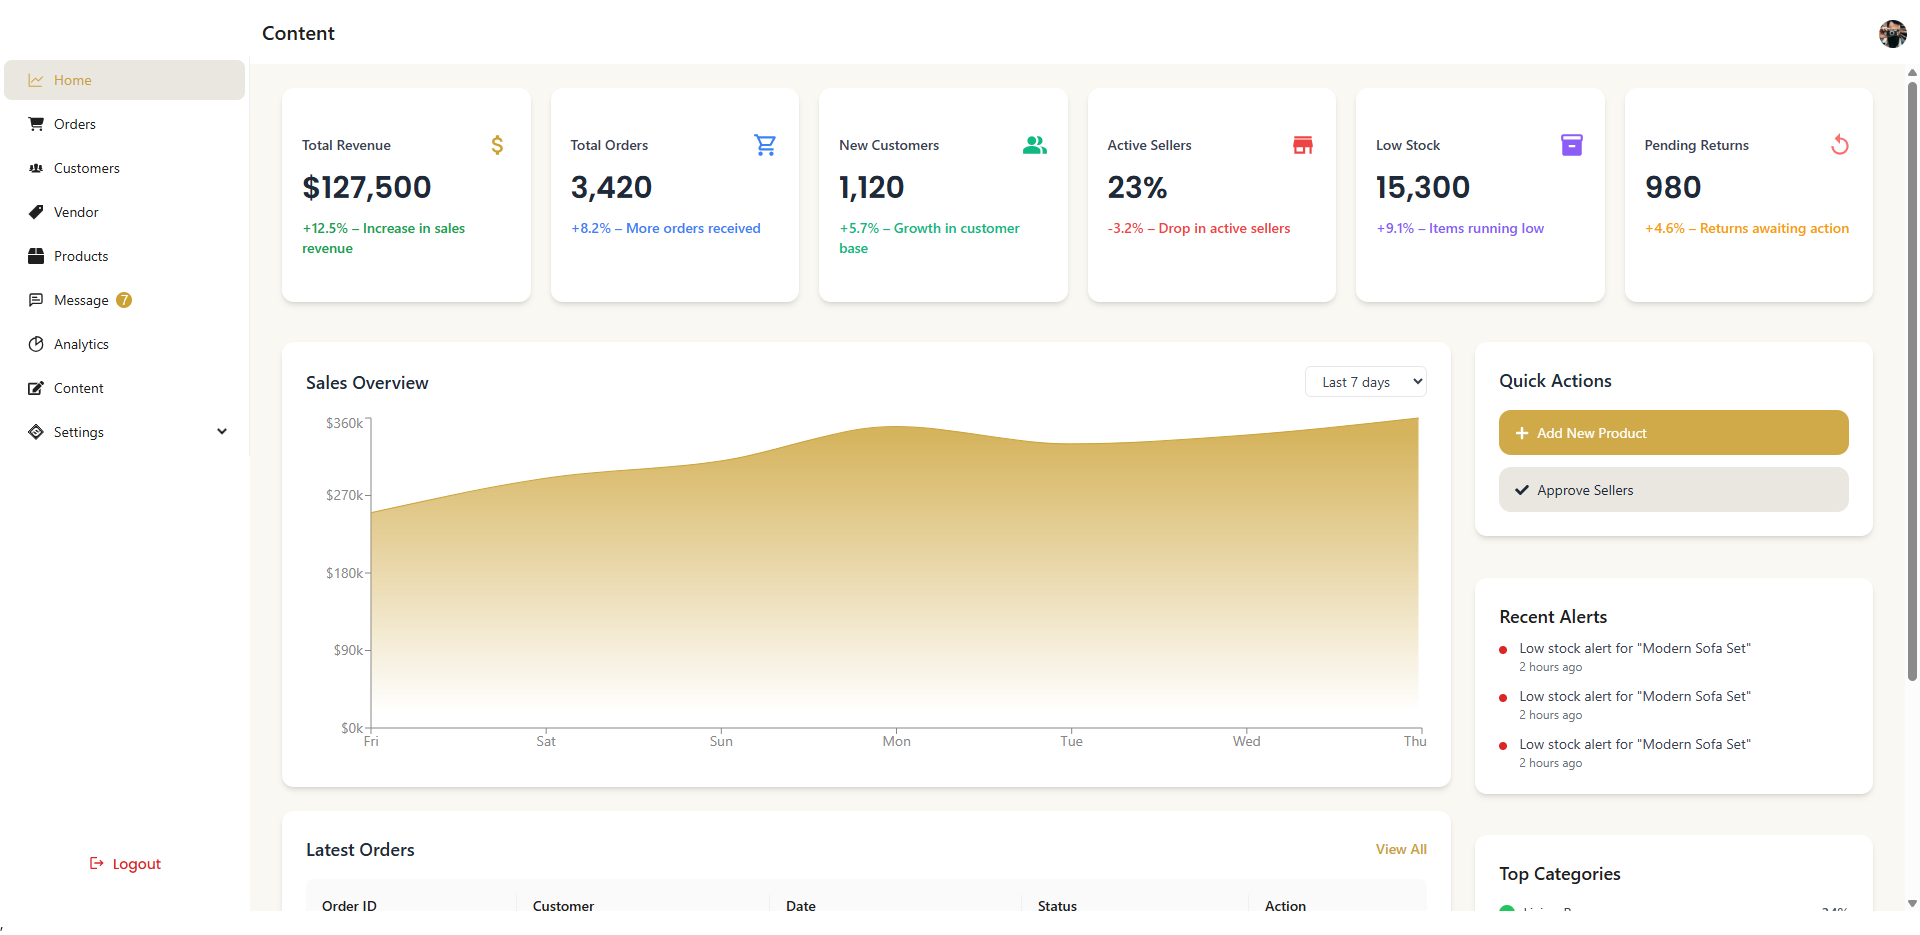 Content
Home
Orders
Customers
Vendor
Products
Message 7
Analytics
Content
Settings
Logout
Total Revenue
$127,500
+12.5% – Increase in sales
revenue
Total Orders
3,420
+8.2% – More orders received
New Customers
1,120
+5.7% – Growth in customer
base
Active Sellers
23%
-3.2% – Drop in active sellers
Low Stock
15,300
+9.1% – Items running low
Pending Returns
980
+4.6% – Returns awaiting action
Sales Overview
Last 7 days
$360k
$270k
$180k
$90k
$0k
Fri Sat Sun Mon Tue Wed Thu
Quick Actions
Add New Product
Approve Sellers
Recent Alerts
Low stock alert for "Modern Sofa Set"
2 hours ago
Low stock alert for "Modern Sofa Set"
2 hours ago
Low stock alert for "Modern Sofa Set"
2 hours ago
Latest Orders
View All
Order ID Customer Date Status Action
Top Categories
,